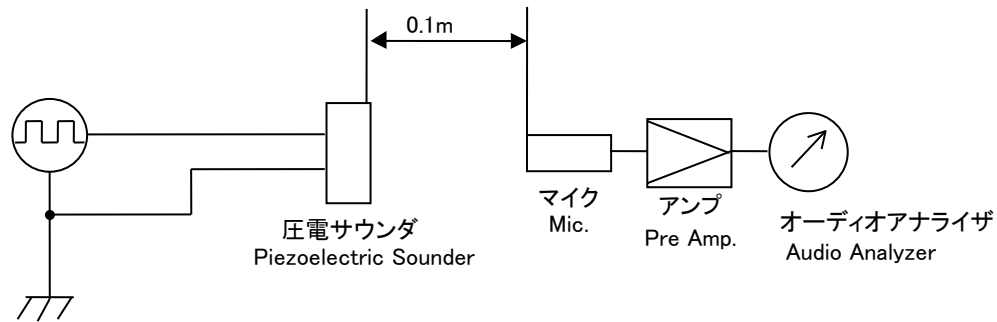 0.1m
圧電サウンダ
Piezoelectric Sounder
マイク
Mic.
アンプ
Pre Amp.
オーディオアナライザ
Audio Analyzer